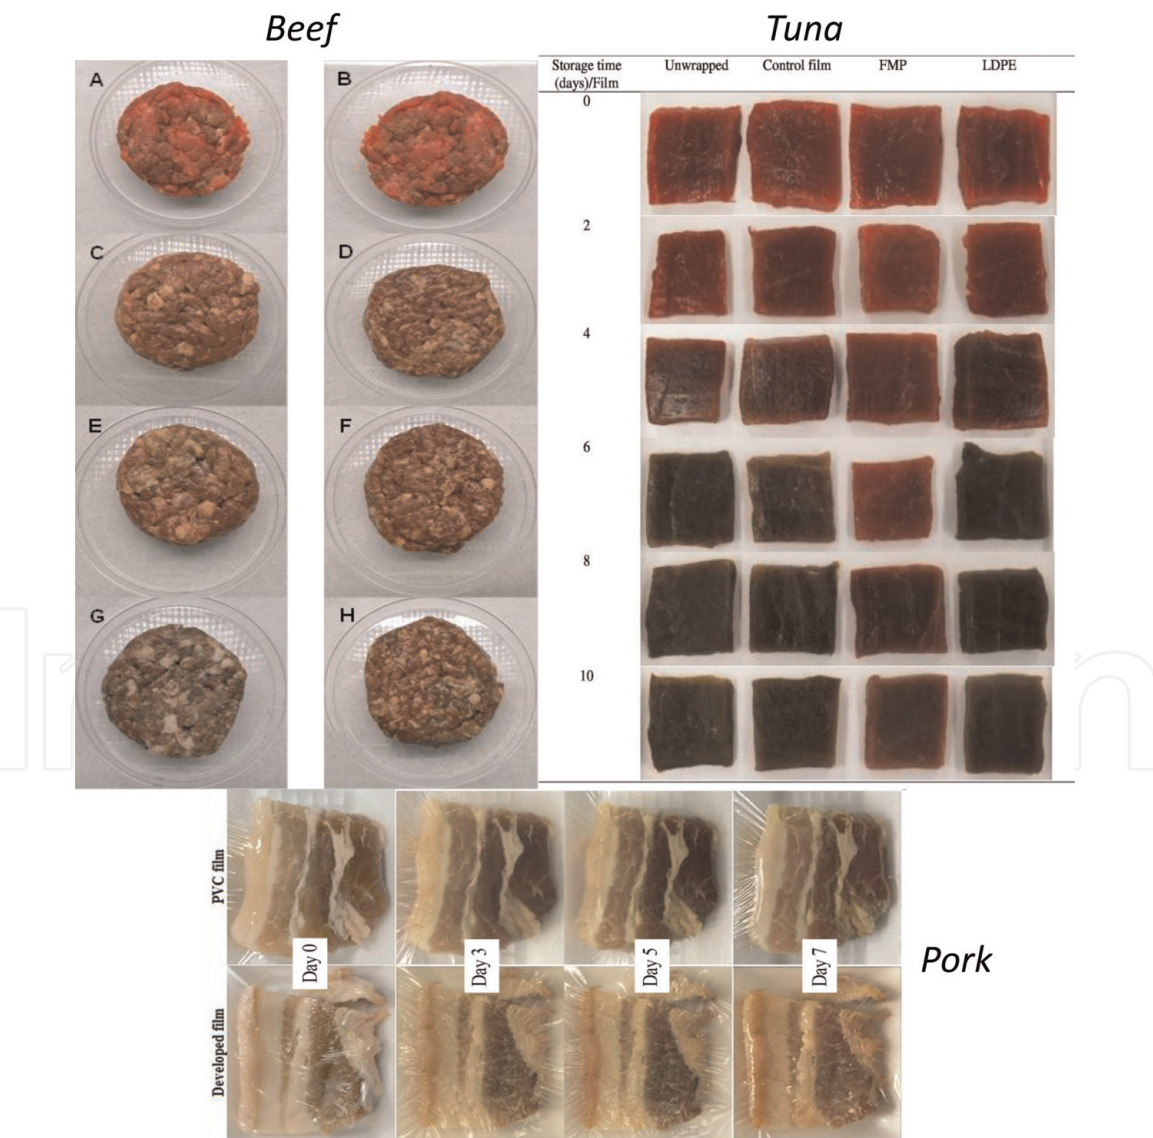 Beef
Tuna
A
B
Storage time
(days)/Film
Unwrapped
Control film
FMP
LDPE
0
2
C
D
4
E
F
6
8
G
H
10
PVC film
Day 0
Day 3
Day 5
Day 7
Pork
Developed film